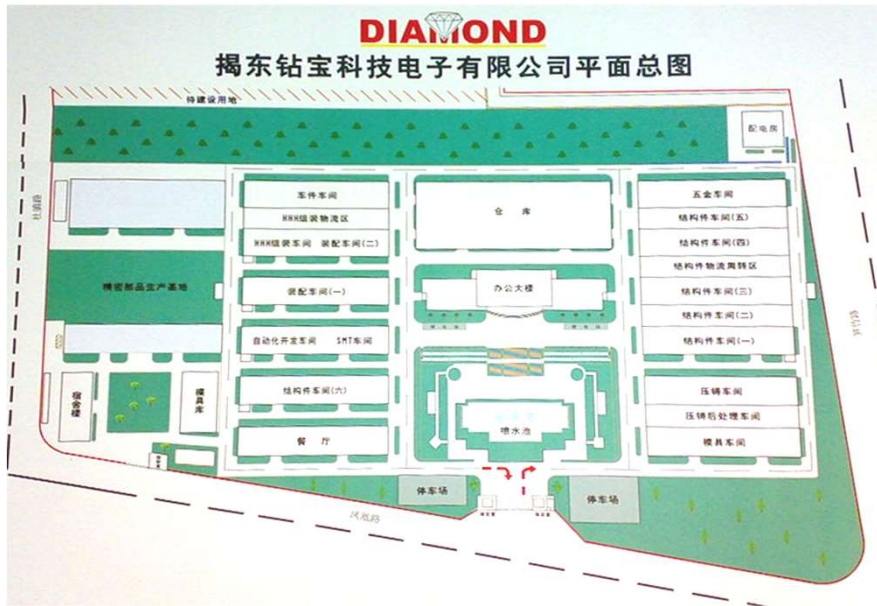 DIAMOND
揭东钻宝科技电子有限公司平面总图
待建设用地
配电房
车件车间
HHH组装物流区
HHH组装车间 装配车间(二)
装配车间(一)
自动化开发车间 SMT车间
结构件车间(六)
餐厅
仓库
办公大楼
喷水池
五金车间
结构件车间(五)
结构件车间(四)
结构件物流周转区
结构件车间(三)
结构件车间(二)
结构件车间(一)
压铸车间
压铸后处理车间
模具车间
精密部品生产基地
宿舍楼
模具库
停车场
停车场
凤凰路